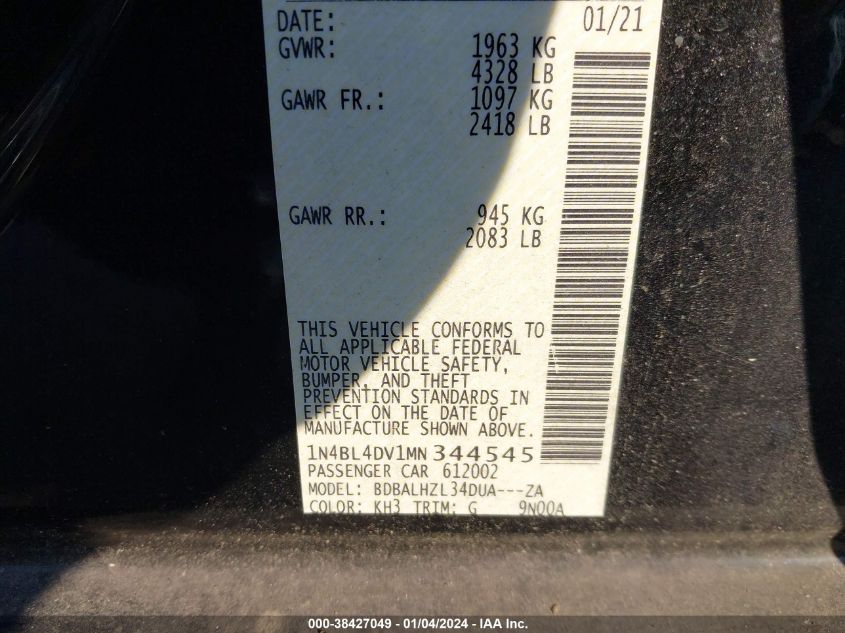 DATE: 01/21
GVWR: 1963 KG
4328 LB
GAWR FR.: 1097 KG
2418 LB
GAWR RR.: 945 KG
2083 LB
THIS VEHICLE CONFORMS TO
ALL APPLICABLE FEDERAL
MOTOR VEHICLE SAFETY,
BUMPER, AND THEFT
PREVENTION STANDARDS IN
EFFECT ON THE DATE OF
MANUFACTURE SHOWN ABOVE.
1N4BL4DV1MN344545
PASSENGER CAR 612002
MODEL: BDBALHZL34DUA---ZA
COLOR: KH3 TRIM: G 9N00A
000-38427049 - 01/04/2024 - IAA Inc.